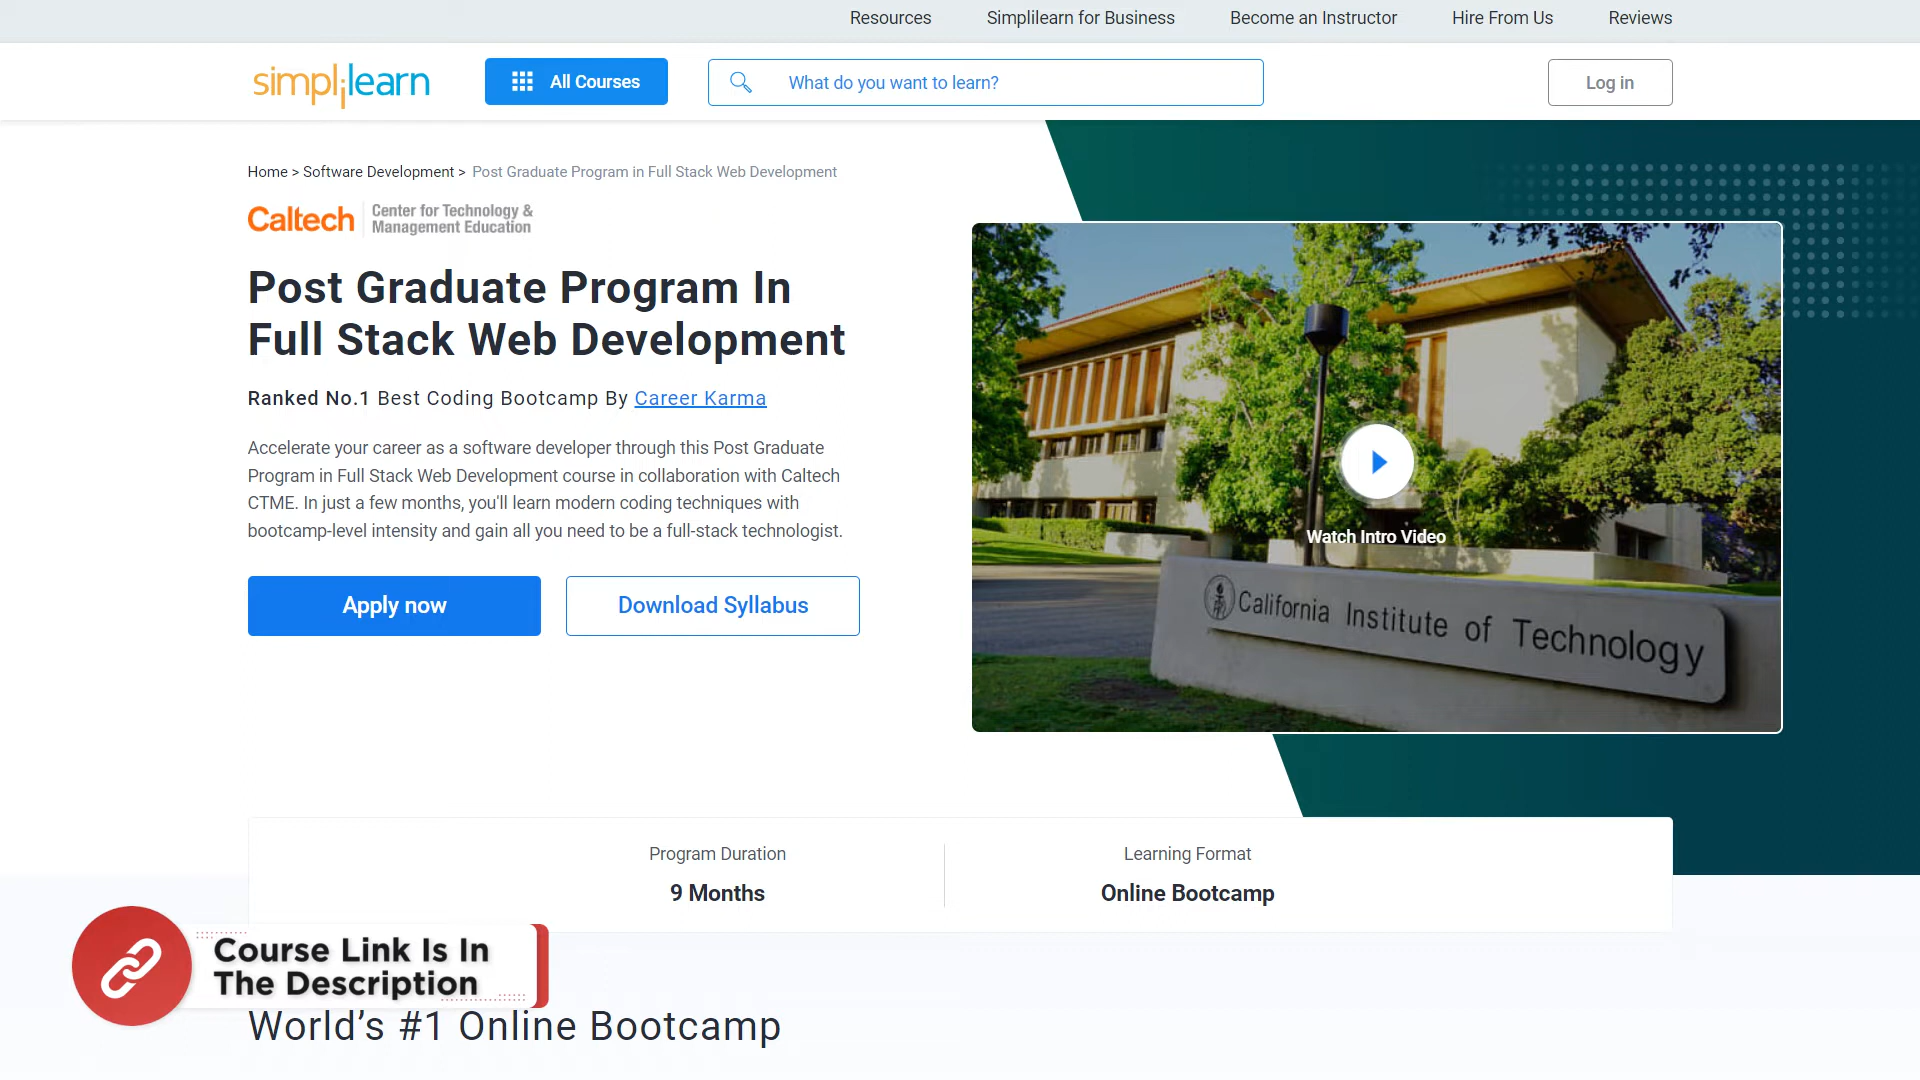 Resources Simplilearn for Business Become an Instructor Hire From Us Reviews
simplilearn All Courses What do you want to learn? Log in
Home > Software Development > Post Graduate Program in Full Stack Web Development
Caltech Center for Technology &
Management Education
Post Graduate Program In
Full Stack Web Development
Ranked No.1 Best Coding Bootcamp By Career Karma
Accelerate your career as a software developer through this Post Graduate
Program in Full Stack Web Development course in collaboration with Caltech
CTME. In just a few months, you'll learn modern coding techniques with
bootcamp-level intensity and gain all you need to be a full-stack technologist.
Apply now Download Syllabus
Watch Intro Video
California Institute of Technology
Program Duration
9 Months
Learning Format
Online Bootcamp
Course Link Is In
The Description
World's #1 Online Bootcamp